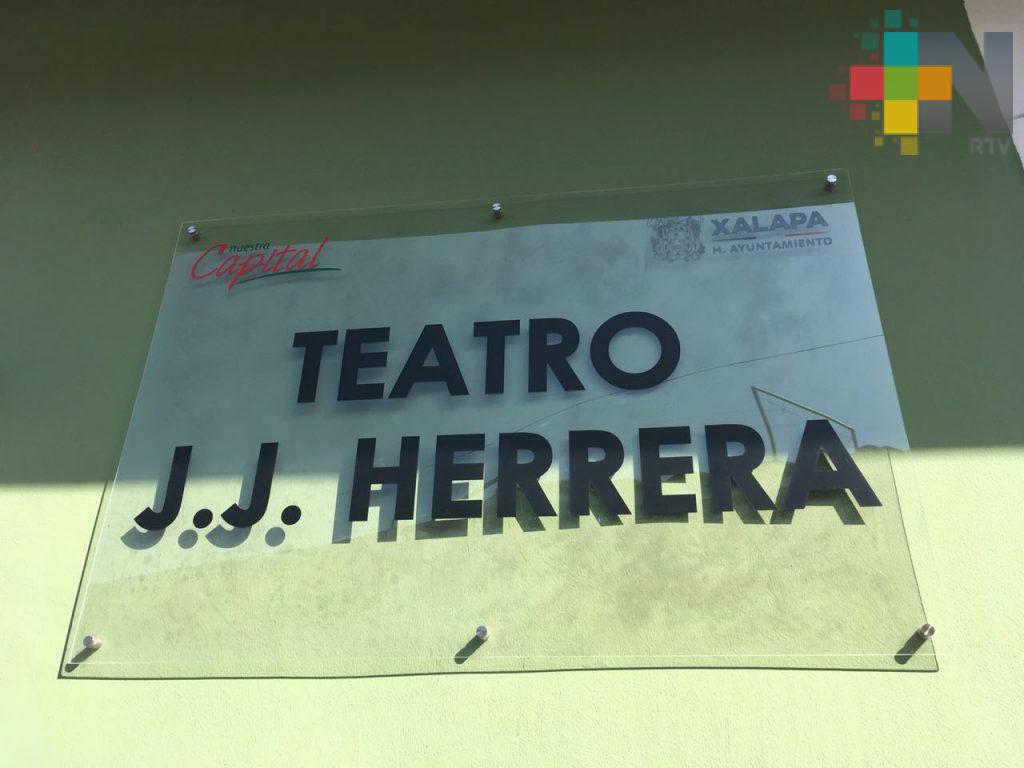 N
RTV
nuestra
Capital
XALAPA
H. AYUNTAMIENTO
TEATRO
J.J. HERRERA